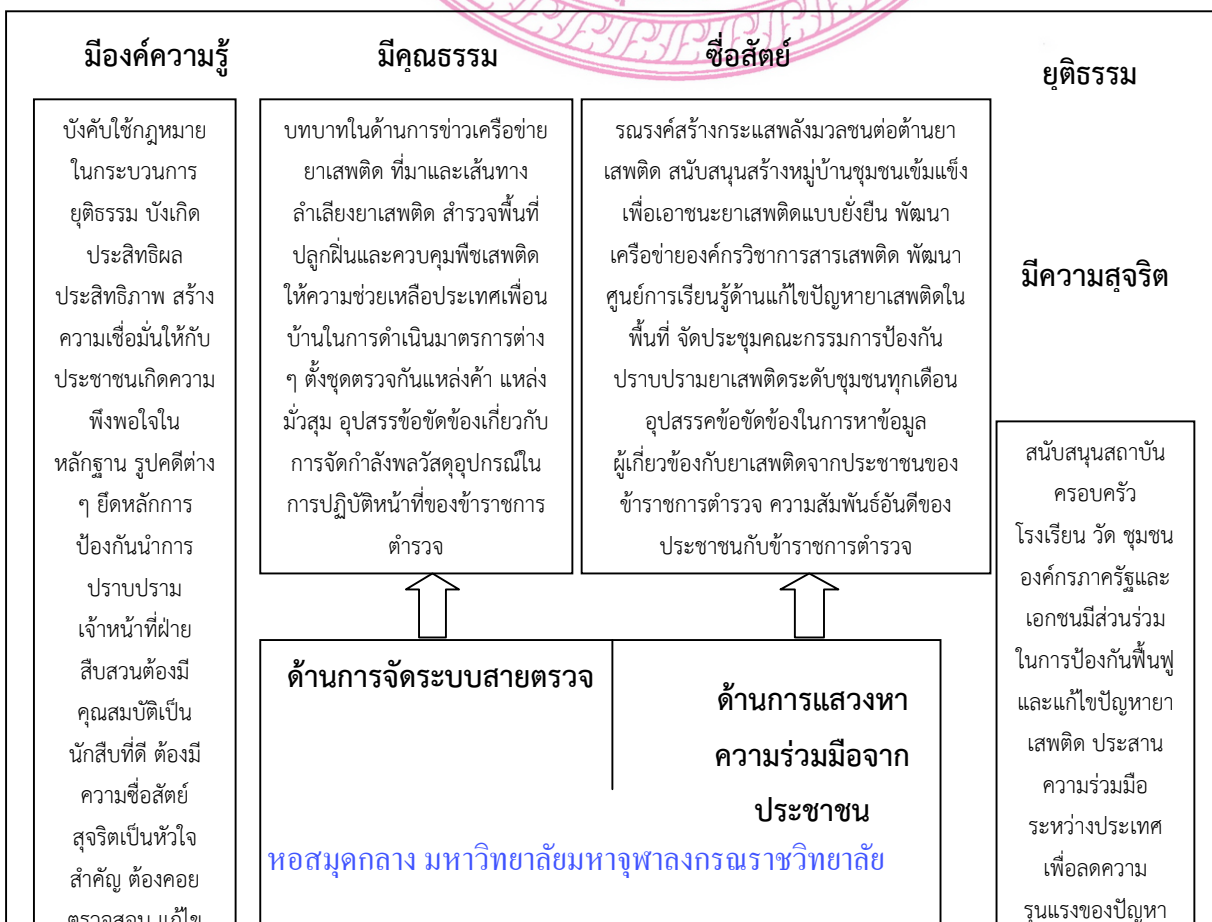 มีองค์ความรู้
มีคุณธรรม
ซื่อสัตย์
ยุติธรรม
มีความสุจริต
บังคับใช้กฎหมาย
ในกระบวนการ
ยุติธรรม บังเกิด
ประสิทธิผล
ประสิทธิภาพ สร้าง
ความเชื่อมั่นให้กับ
ประชาชนเกิดความ
พึงพอใจใน
หลักฐาน รูปคดีต่าง
ๆ ยึดหลักการ
ป้องกันนำการ
ปราบปราม
เจ้าหน้าที่ฝ่าย
สืบสวนต้องมี
คุณสมบัติเป็น
นักสืบที่ดี ต้องมี
ความซื่อสัตย์
สุจริตเป็นหัวใจ
สำคัญ ต้องคอย
ตรวจสอบ แก้ไข
บทบาทในด้านการข่าวเครือข่าย
ยาเสพติด ที่มาและเส้นทาง
ลำเลียงยาเสพติด สำรวจพื้นที่
ปลูกฝิ่นและควบคุมพืชเสพติด
ให้ความช่วยเหลือประเทศเพื่อน
บ้านในการดำเนินมาตรการต่าง
ๆ ตั้งชุดตรวจกันแหล่งค้า แหล่ง
มั่วสุม อุปสรรข้อขัดข้องเกี่ยวกับ
การจัดกำลังพลวัสดุอุปกรณ์ใน
การปฏิบัติหน้าที่ของข้าราชการ
ตำรวจ
รณรงค์สร้างกระแสพลังมวลชนต่อต้านยา
เสพติด สนับสนุนสร้างหมู่บ้านชุมชนเข้มแข็ง
เพื่อเอาชนะยาเสพติดแบบยั่งยืน พัฒนา
เครือข่ายองค์กรวิชาการสารเสพติด พัฒนา
ศูนย์การเรียนรู้ด้านแก้ไขปัญหายาเสพติดใน
พื้นที่ จัดประชุมคณะกรรมการป้องกัน
ปราบปรามยาเสพติดระดับชุมชนทุกเดือน
อุปสรรคข้อขัดข้องในการหาข้อมูล
ผู้เกี่ยวข้องกับยาเสพติดจากประชาชนของ
ข้าราชการตำรวจ ความสัมพันธ์อันดีของ
ประชาชนกับข้าราชการตำรวจ
สนับสนุนสถาบัน
ครอบครัว
โรงเรียน วัด ชุมชน
องค์กรภาครัฐและ
เอกชนมีส่วนร่วม
ในการป้องกันฟื้นฟู
และแก้ไขปัญหายา
เสพติด ประสาน
ความร่วมมือ
ระหว่างประเทศ
เพื่อลดความ
รุนแรงของปัญหา
ด้านการจัดระบบสายตรวจ
ด้านการแสวงหา
ความร่วมมือจาก
ประชาชน
หอสมุดกลาง มหาวิทยาลัยมหาจุฬาลงกรณราชวิทยาลัย